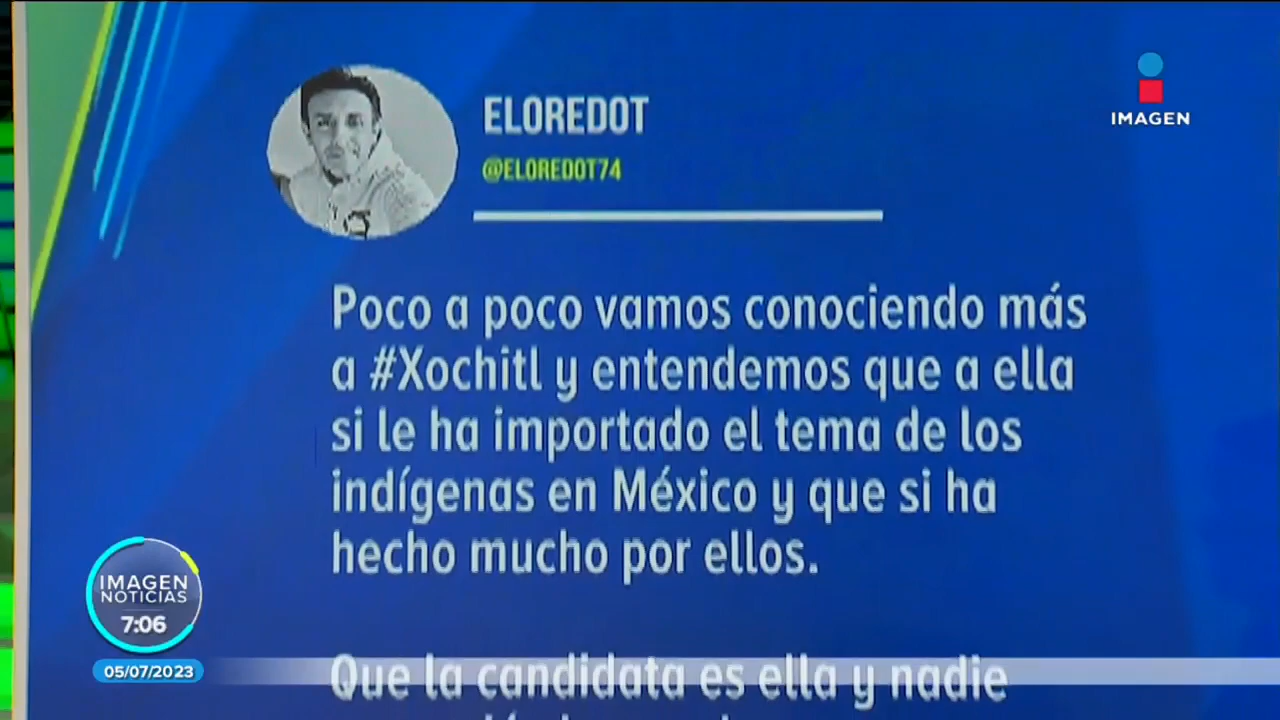 ELOREDOT
@ELOREDOT74
IMAGEN
Poco a poco vamos conociendo más
a #Xochitl y entendemos que a ella
si le ha importado el tema de los
indígenas en México y que si ha
hecho mucho por ellos.
Que la candidata es ella y nadie
IMAGEN
NOTICIAS
7:06
05/07/2023